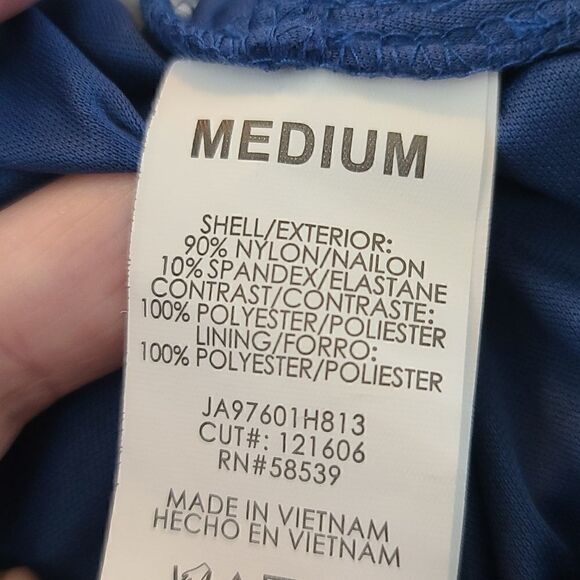 MEDIUM
SHELL/EXTERIOR:
90% NYLON/NAILON
10% SPANDEX/ELASTANE
CONTRAST/CONTRASTE:
100% POLYESTER/POLIESTER
LINING/FORRO:
100% POLYESTER/POLIESTER
JA97601H813
CUT#: 121606
RN#58539
MADE IN VIETNAM
HECHO EN VIETNAM